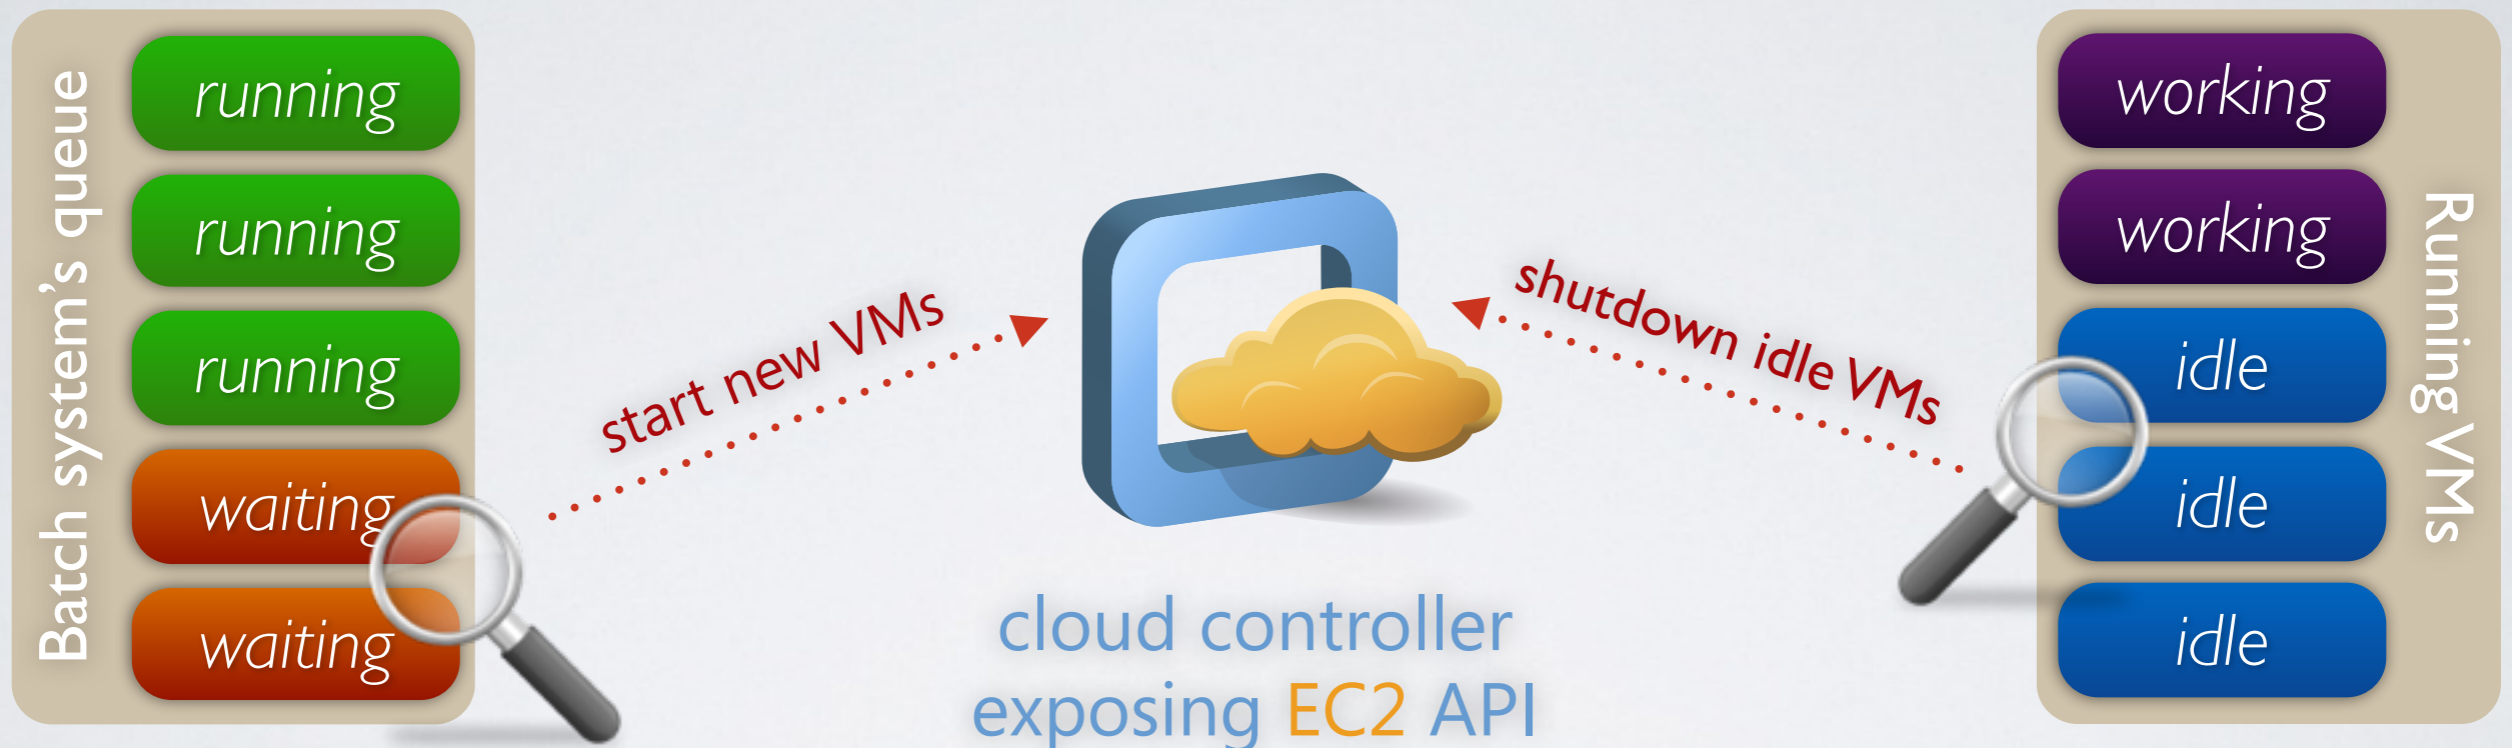 Batch system's queue
running
running
running
waiting
waiting
start new VMs
cloud controller
exposing EC2 API
shutdown idle VMs
working
working
idle
idle
idle
Running VMs